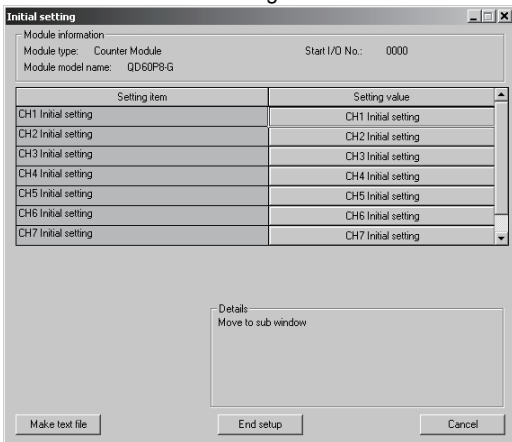 Initial setting
Module information
Module type: Counter Module Start I/O No.: 0000
Module model name: QD60P8-G
Setting item Setting value
CH1 Initial setting CH1 Initial setting
CH2 Initial setting CH2 Initial setting
CH3 Initial setting CH3 Initial setting
CH4 Initial setting CH4 Initial setting
CH5 Initial setting CH5 Initial setting
CH6 Initial setting CH6 Initial setting
CH7 Initial setting CH7 Initial setting
Details
Move to sub window
Make text file End setup Cancel